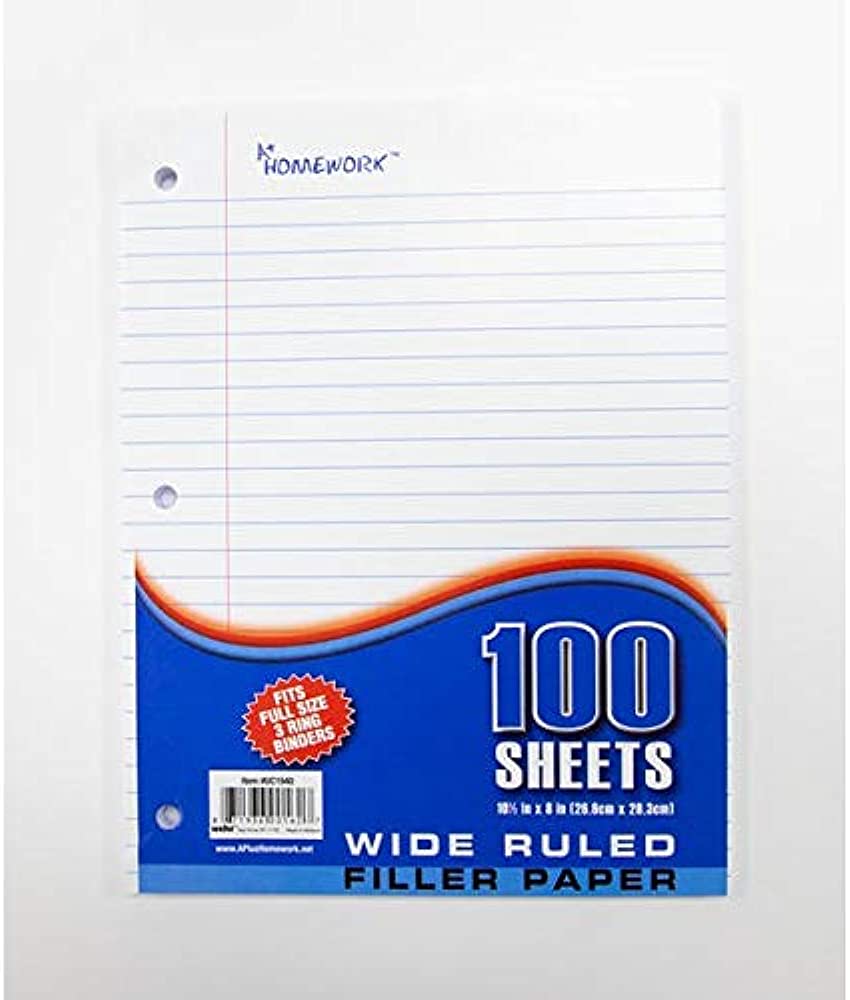 A+
HOMEWORK™
100
SHEETS
10½ in x 8 in (26,6cm x 20,3cm)
FITS
FULL SIZE
3 RING
BINDERS
www.APlusHomework.net
WIDE RULED
FILLER PAPER